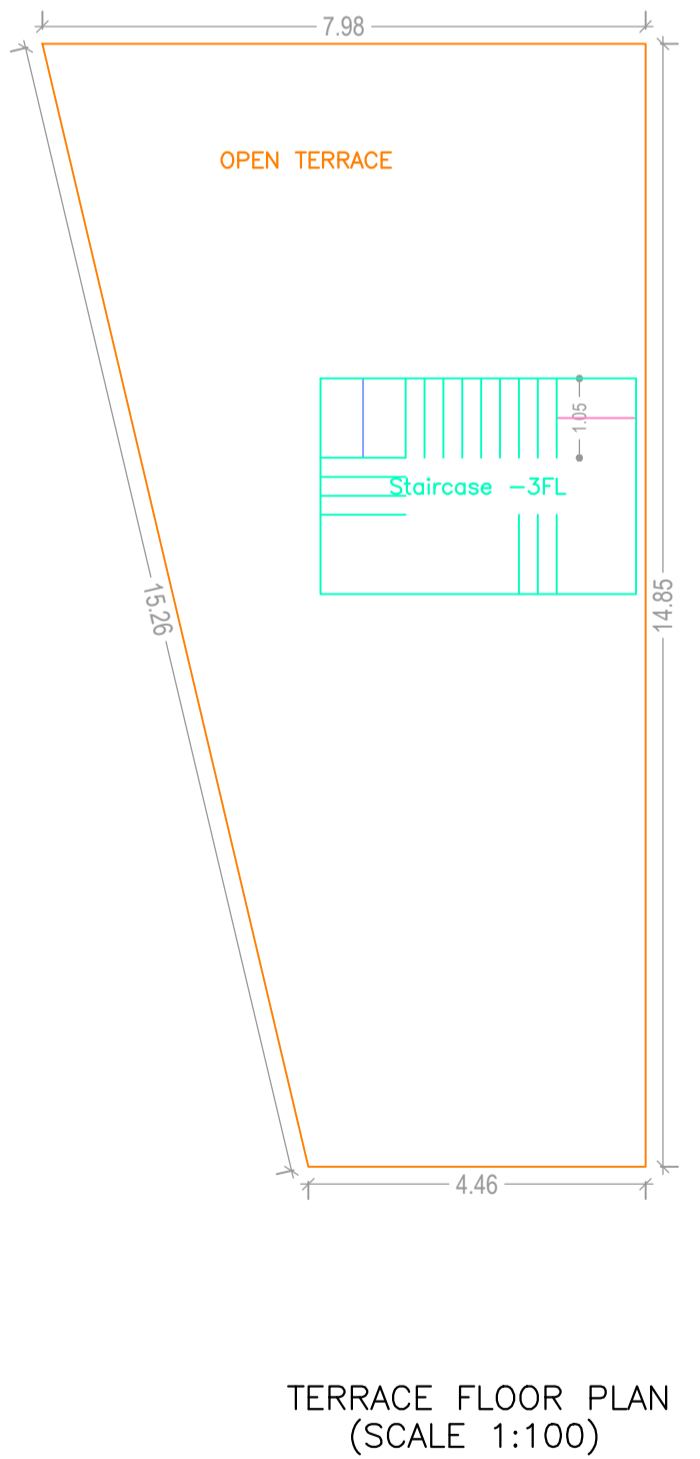 7.98
OPEN TERRACE
1.05
Staircase -3FL
15.26
14.85
4.46
TERRACE FLOOR PLAN
(SCALE 1:100)